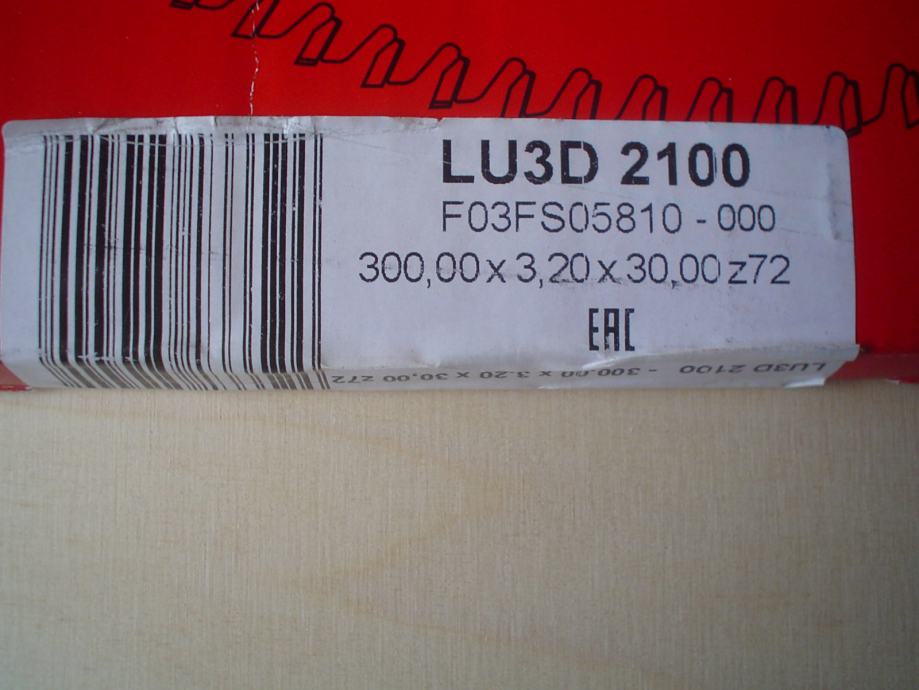 LU3D 2100
F03FS05810 - 000
300,00 x 3,20 x 30,00 z72
EAC
LU3D 2100 - 300,00 x 3,20 x 30,00 z72